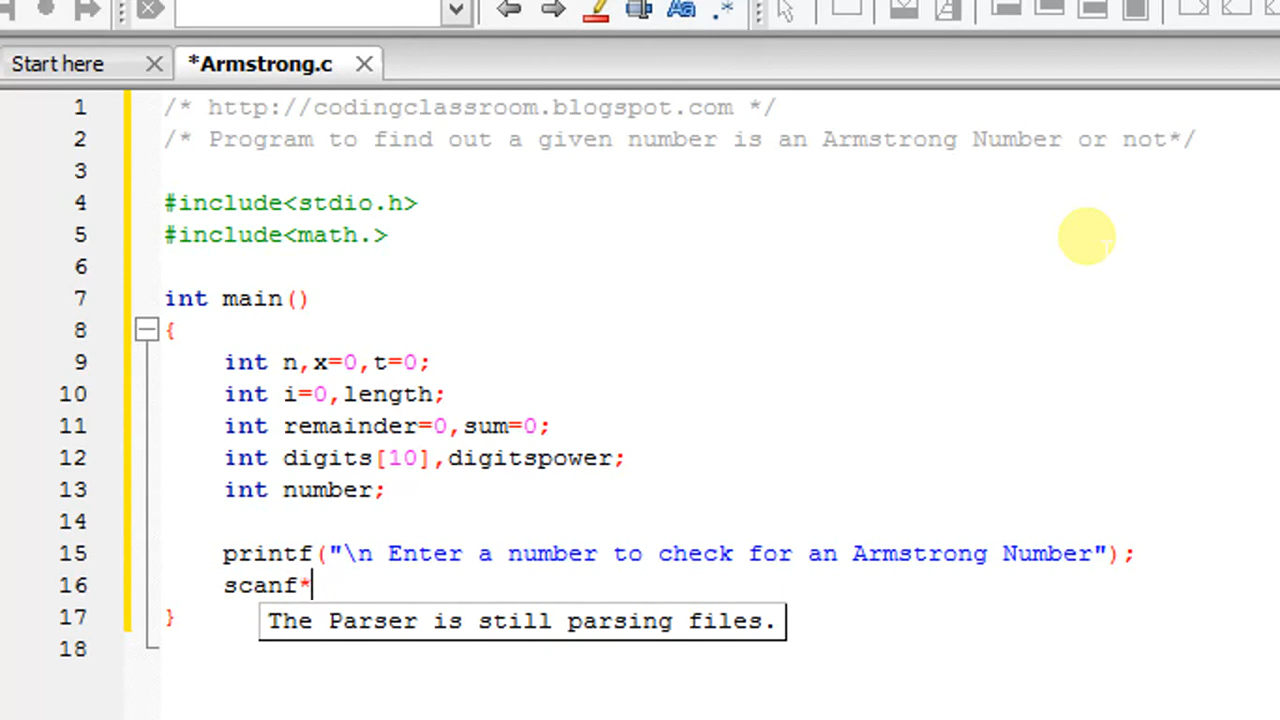 Start here
*Armstrong.c
1 /* http://codingclassroom.blogspot.com */
2 /* Program to find out a given number is an Armstrong Number or not*/
3
4 #include<stdio.h>
5 #include<math.>
6
7 int main()
8 {
9 int n,x=0,t=0;
10 int i=0,length;
11 int remainder=0,sum=0;
12 int digits[10],digitspower;
13 int number;
14
15 printf("\n Enter a number to check for an Armstrong Number");
16 scanf*
17 }
The Parser is still parsing files.
18